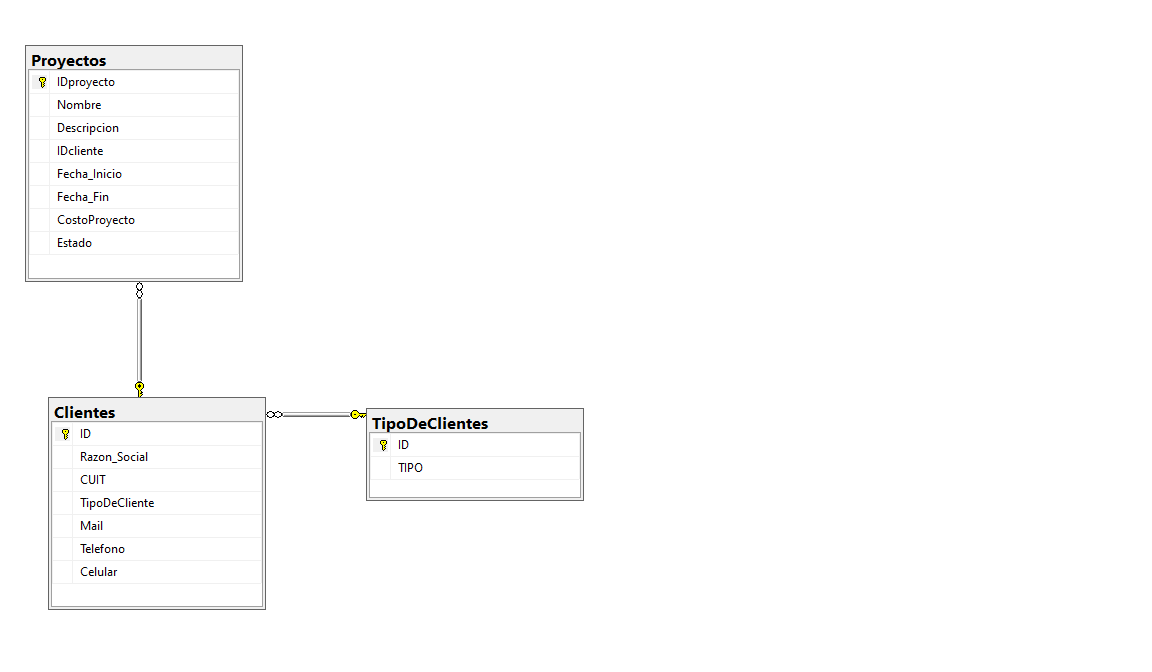 Proyectos
IDproyecto
Nombre
Descripcion
IDcliente
Fecha_Inicio
Fecha_Fin
CostoProyecto
Estado
Clientes
ID
Razon_Social
CUIT
TipoDeCliente
Mail
Telefono
Celular
TipoDeClientes
ID
TIPO